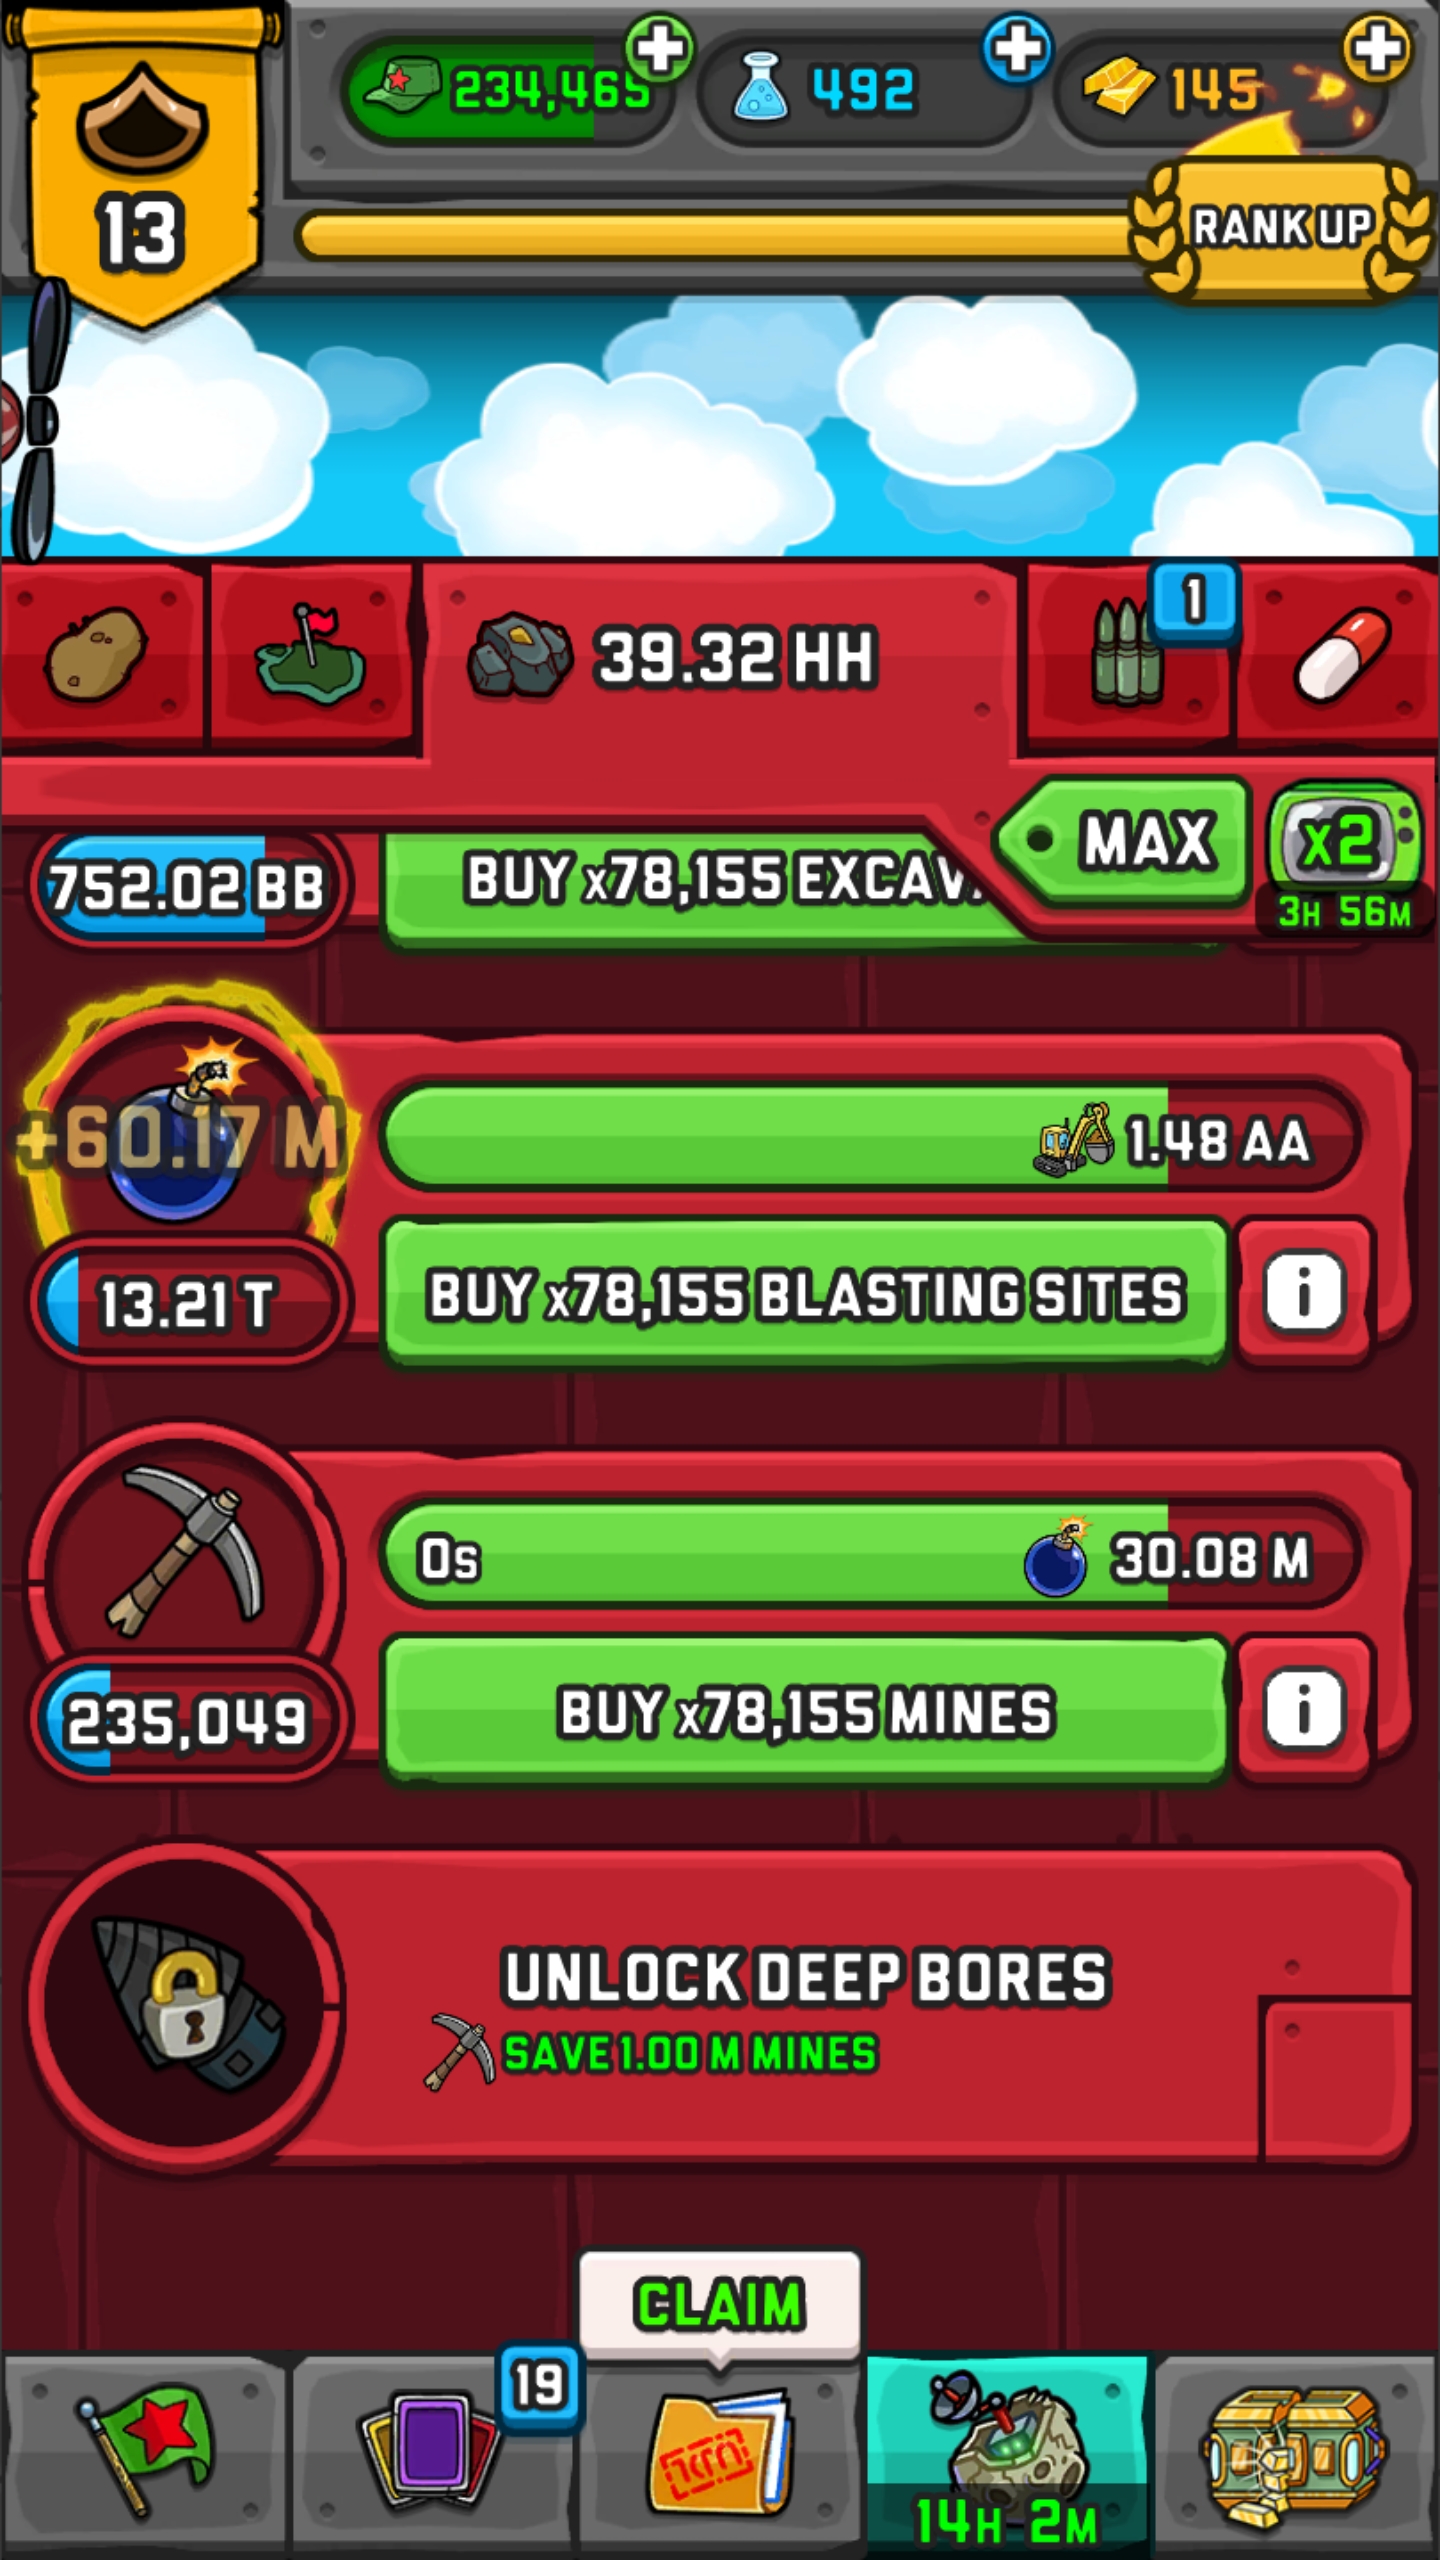 234,465
492
145
13
RANK UP
39.32 HH
1
MAX
x2
3H 56M
752.02 BB
BUY x78,155 EXCAV
+60.17 M
1.48 AA
13.21 T
BUY x78,155 BLASTING SITES
i
0s
30.08 M
235,049
BUY x78,155 MINES
i
UNLOCK DEEP BORES
SAVE 1.00 M MINES
CLAIM
19
14H 2M